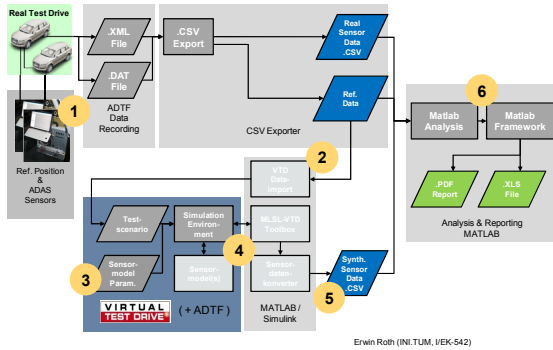 Real Test Drive
.XML
File
.DAT
File
ADTF
Data
Recording
1
Ref. Position
&
ADAS
Sensors
.CSV
Export
CSV Exporter
Real
Sensor
Data
.CSV
Ref.
Data
6
Matlab
Analysis
Matlab
Framework
.PDF
Report
.XLS
File
Analysis & Reporting
MATLAB
2
VTD
Data-
import
Test-
scenario
Simulation
Environ-
ment
4
MLSL-VTD
Toolbox
3
Sensor-
model
Param.
Sensor-
model(s)
Sensor-
daten-
konverter
5
Synth.
Sensor
Data
.CSV
VIRTUAL
TEST DRIVE
( + ADTF )
MATLAB /
Simulink
Erwin Roth (INI.TUM, I/EK-542)